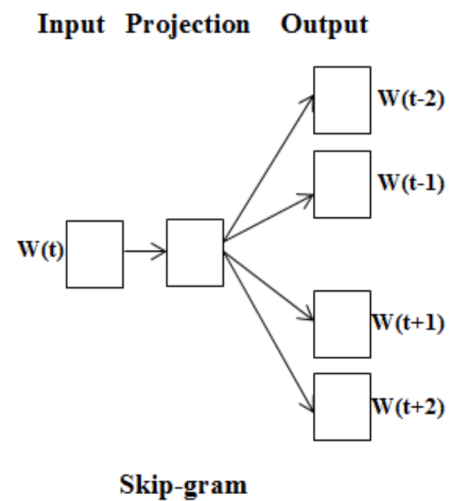 Input Projection Output
W(t-2)
W(t-1)
W(t)
W(t+1)
W(t+2)
Skip-gram